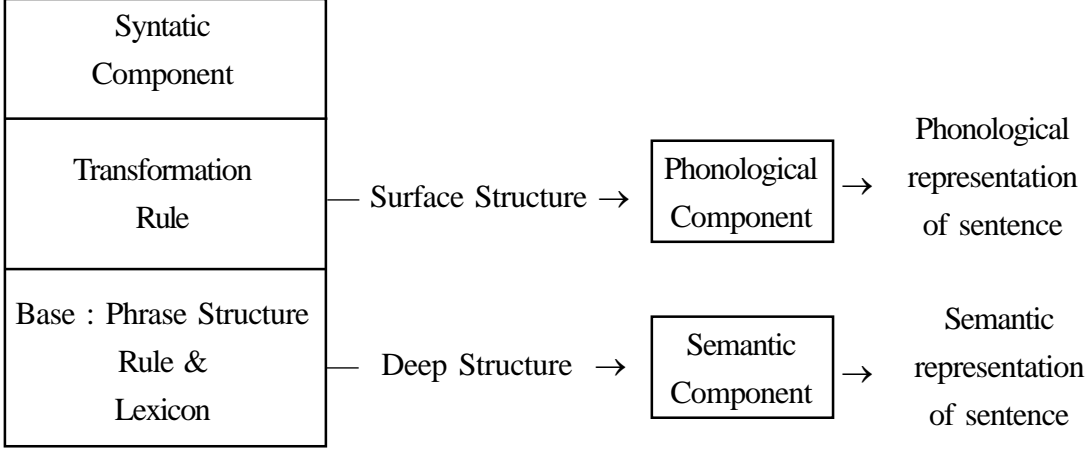 Syntatic
Component
Transformation
Rule
— Surface Structure →
Phonological
Component
→
Phonological
representation
of sentence
Base : Phrase Structure
Rule &
Lexicon
— Deep Structure →
Semantic
Component
→
Semantic
representation
of sentence